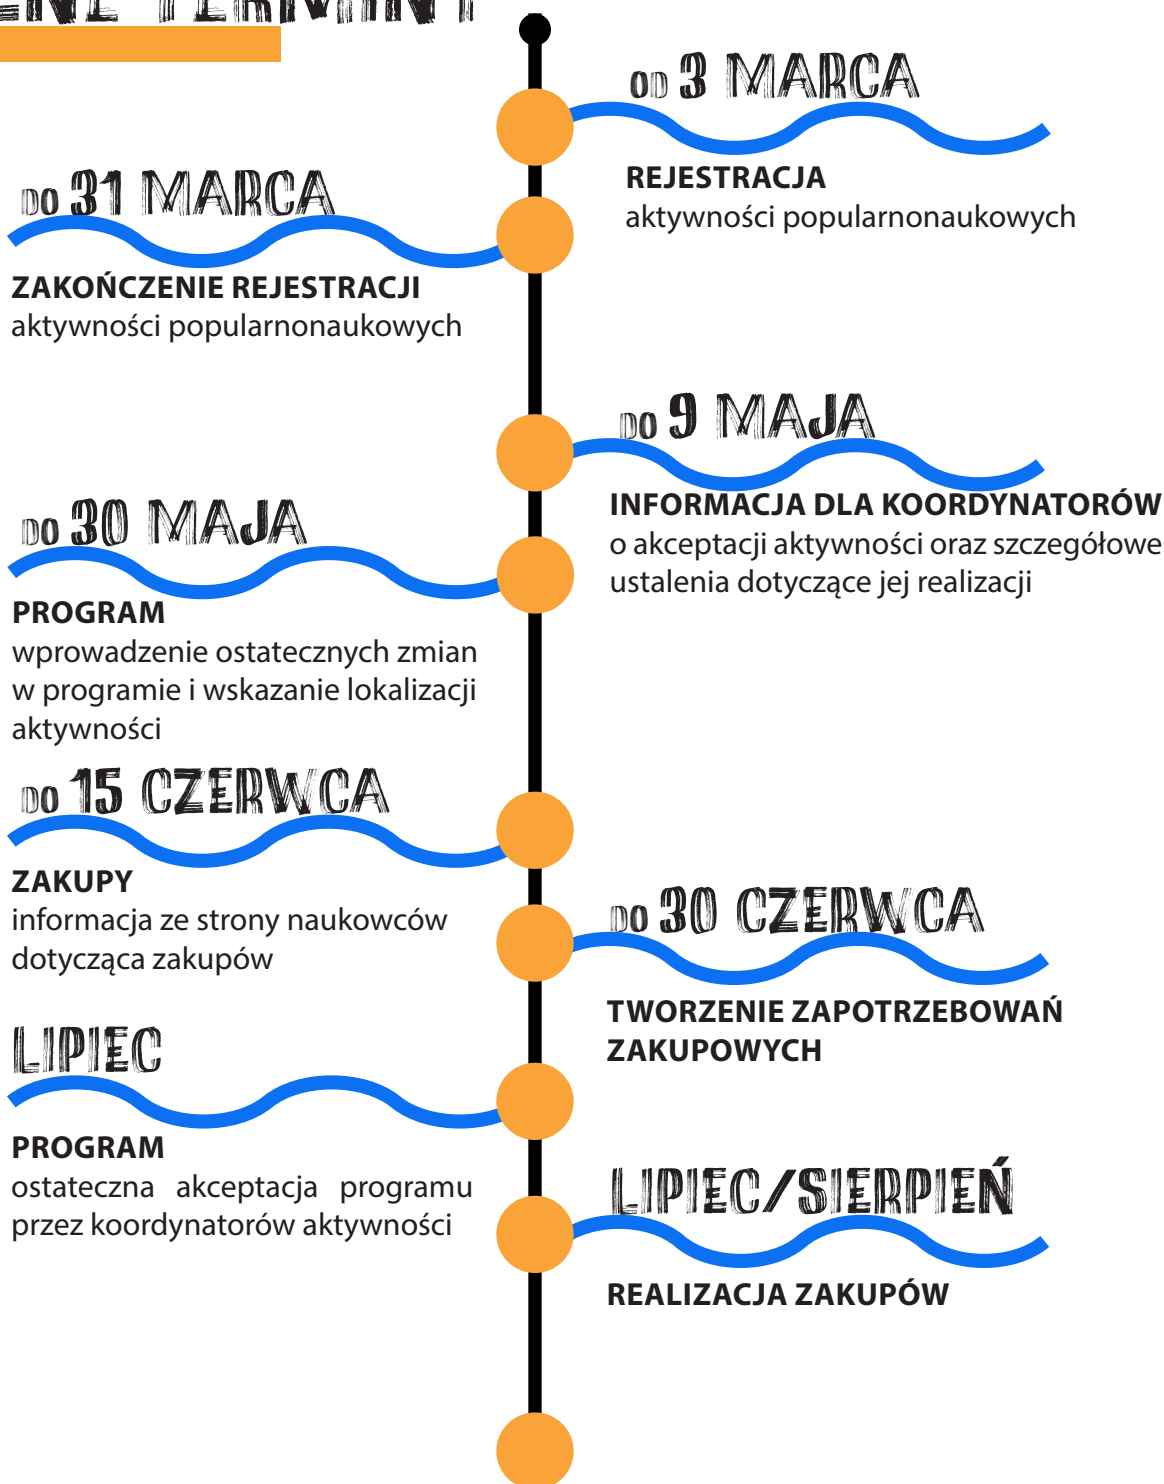 TERMINY
OD 3 MARCA
REJESTRACJA
aktywności popularnonaukowych
DO 31 MARCA
ZAKOŃCZENIE REJESTRACJI
aktywności popularnonaukowych
DO 9 MAJA
INFORMACJA DLA KOORDYNATORÓW
o akceptacji aktywności oraz szczegółowe
ustalenia dotyczące jej realizacji
DO 30 MAJA
PROGRAM
wprowadzenie ostatecznych zmian
w programie i wskazanie lokalizacji
aktywności
DO 15 CZERWCA
ZAKUPY
informacja ze strony naukowców
dotycząca zakupów
DO 30 CZERWCA
TWORZENIE ZAPOTRZEBOWAŃ
ZAKUPOWYCH
LIPIEC
PROGRAM
ostateczna akceptacja programu
przez koordynatorów aktywności
LIPIEC/SIERPIEŃ
REALIZACJA ZAKUPÓW